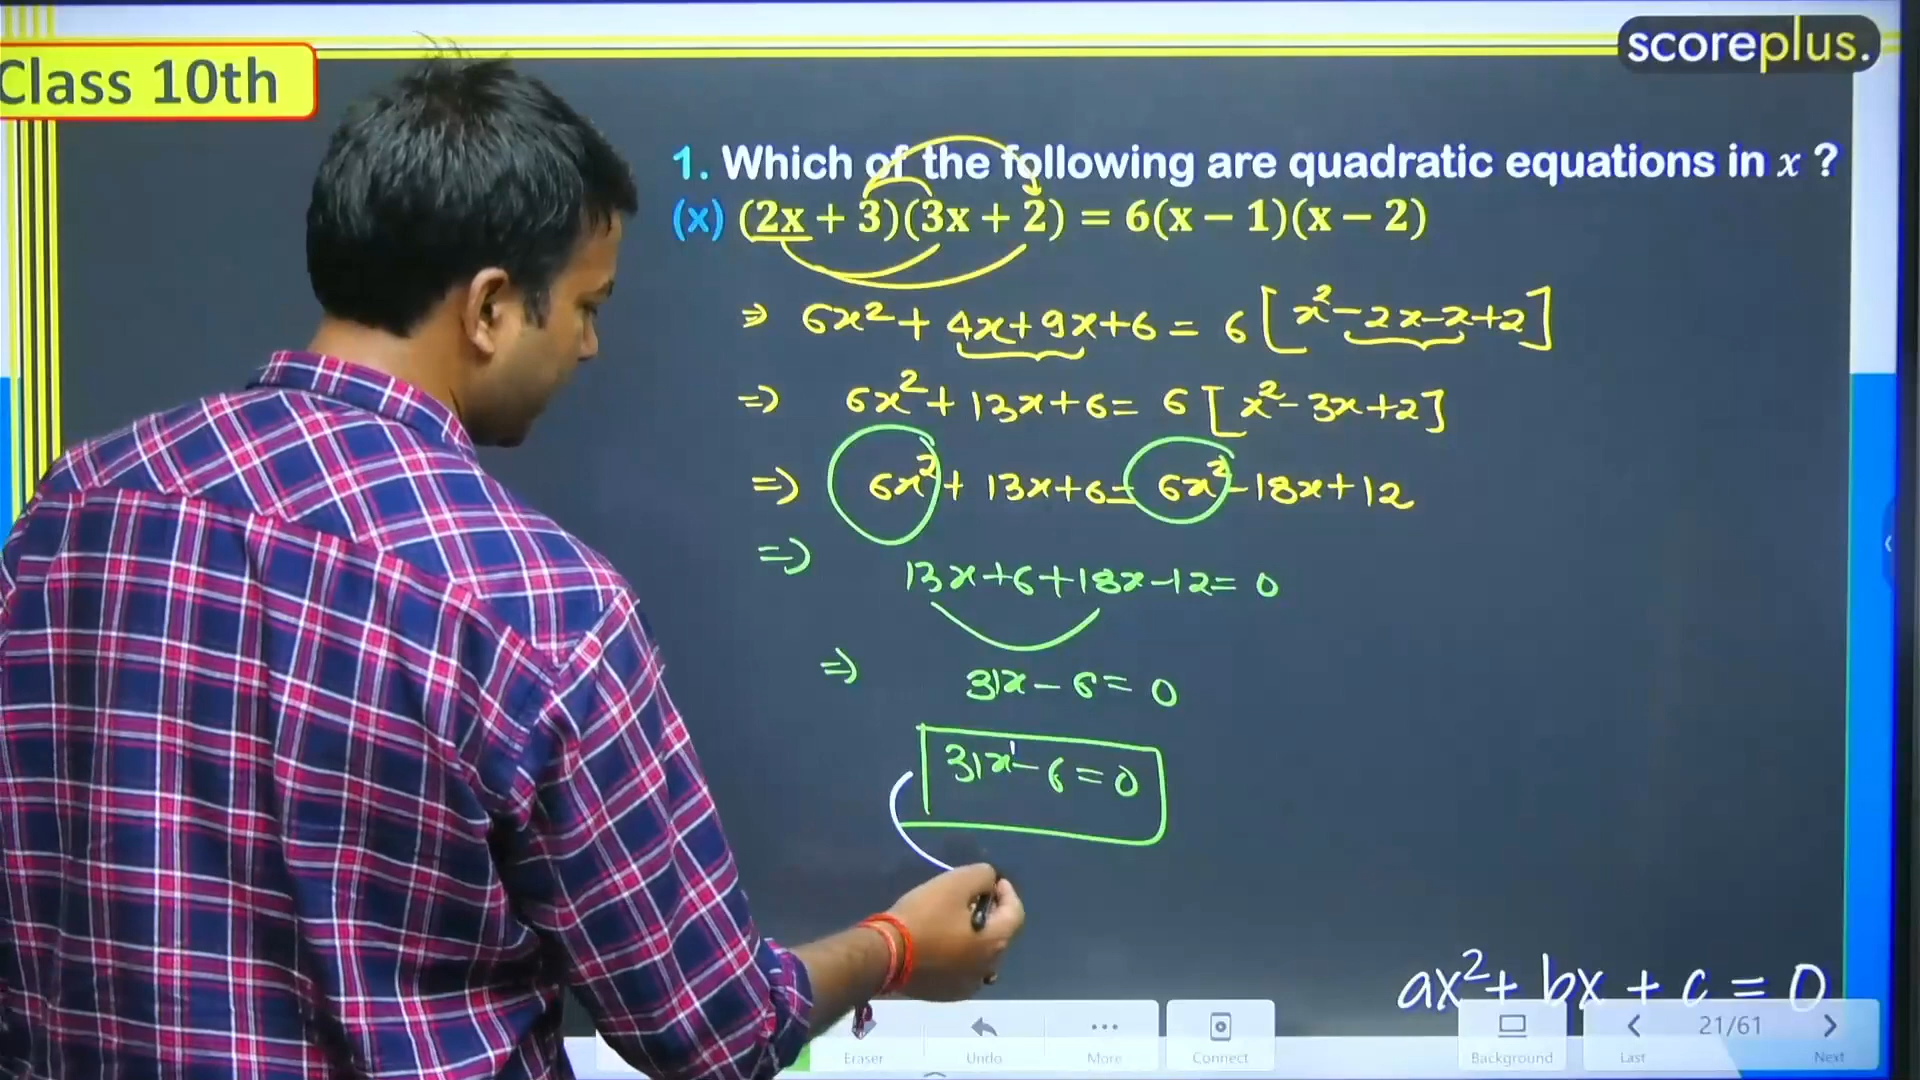 scoreplus.
Class 10th
1. Which of the following are quadratic equations in x ?
(x) (2x + 3)(3x + 2) = 6(x − 1)(x − 2)
⇒ 6x² + 4x + 9x + 6 = 6 [x² − 2x − x + 2]
⇒ 6x² + 13x + 6 = 6 [x² − 3x + 2]
⇒ 6x² + 13x + 6 = 6x² − 18x + 12
⇒ 13x + 6 + 18x − 12 = 0
⇒ 31x − 6 = 0
31x¹ − 6 = 0
ax² + bx + c = 0
Eraser Undo More Connect Background Last 21/61 Next